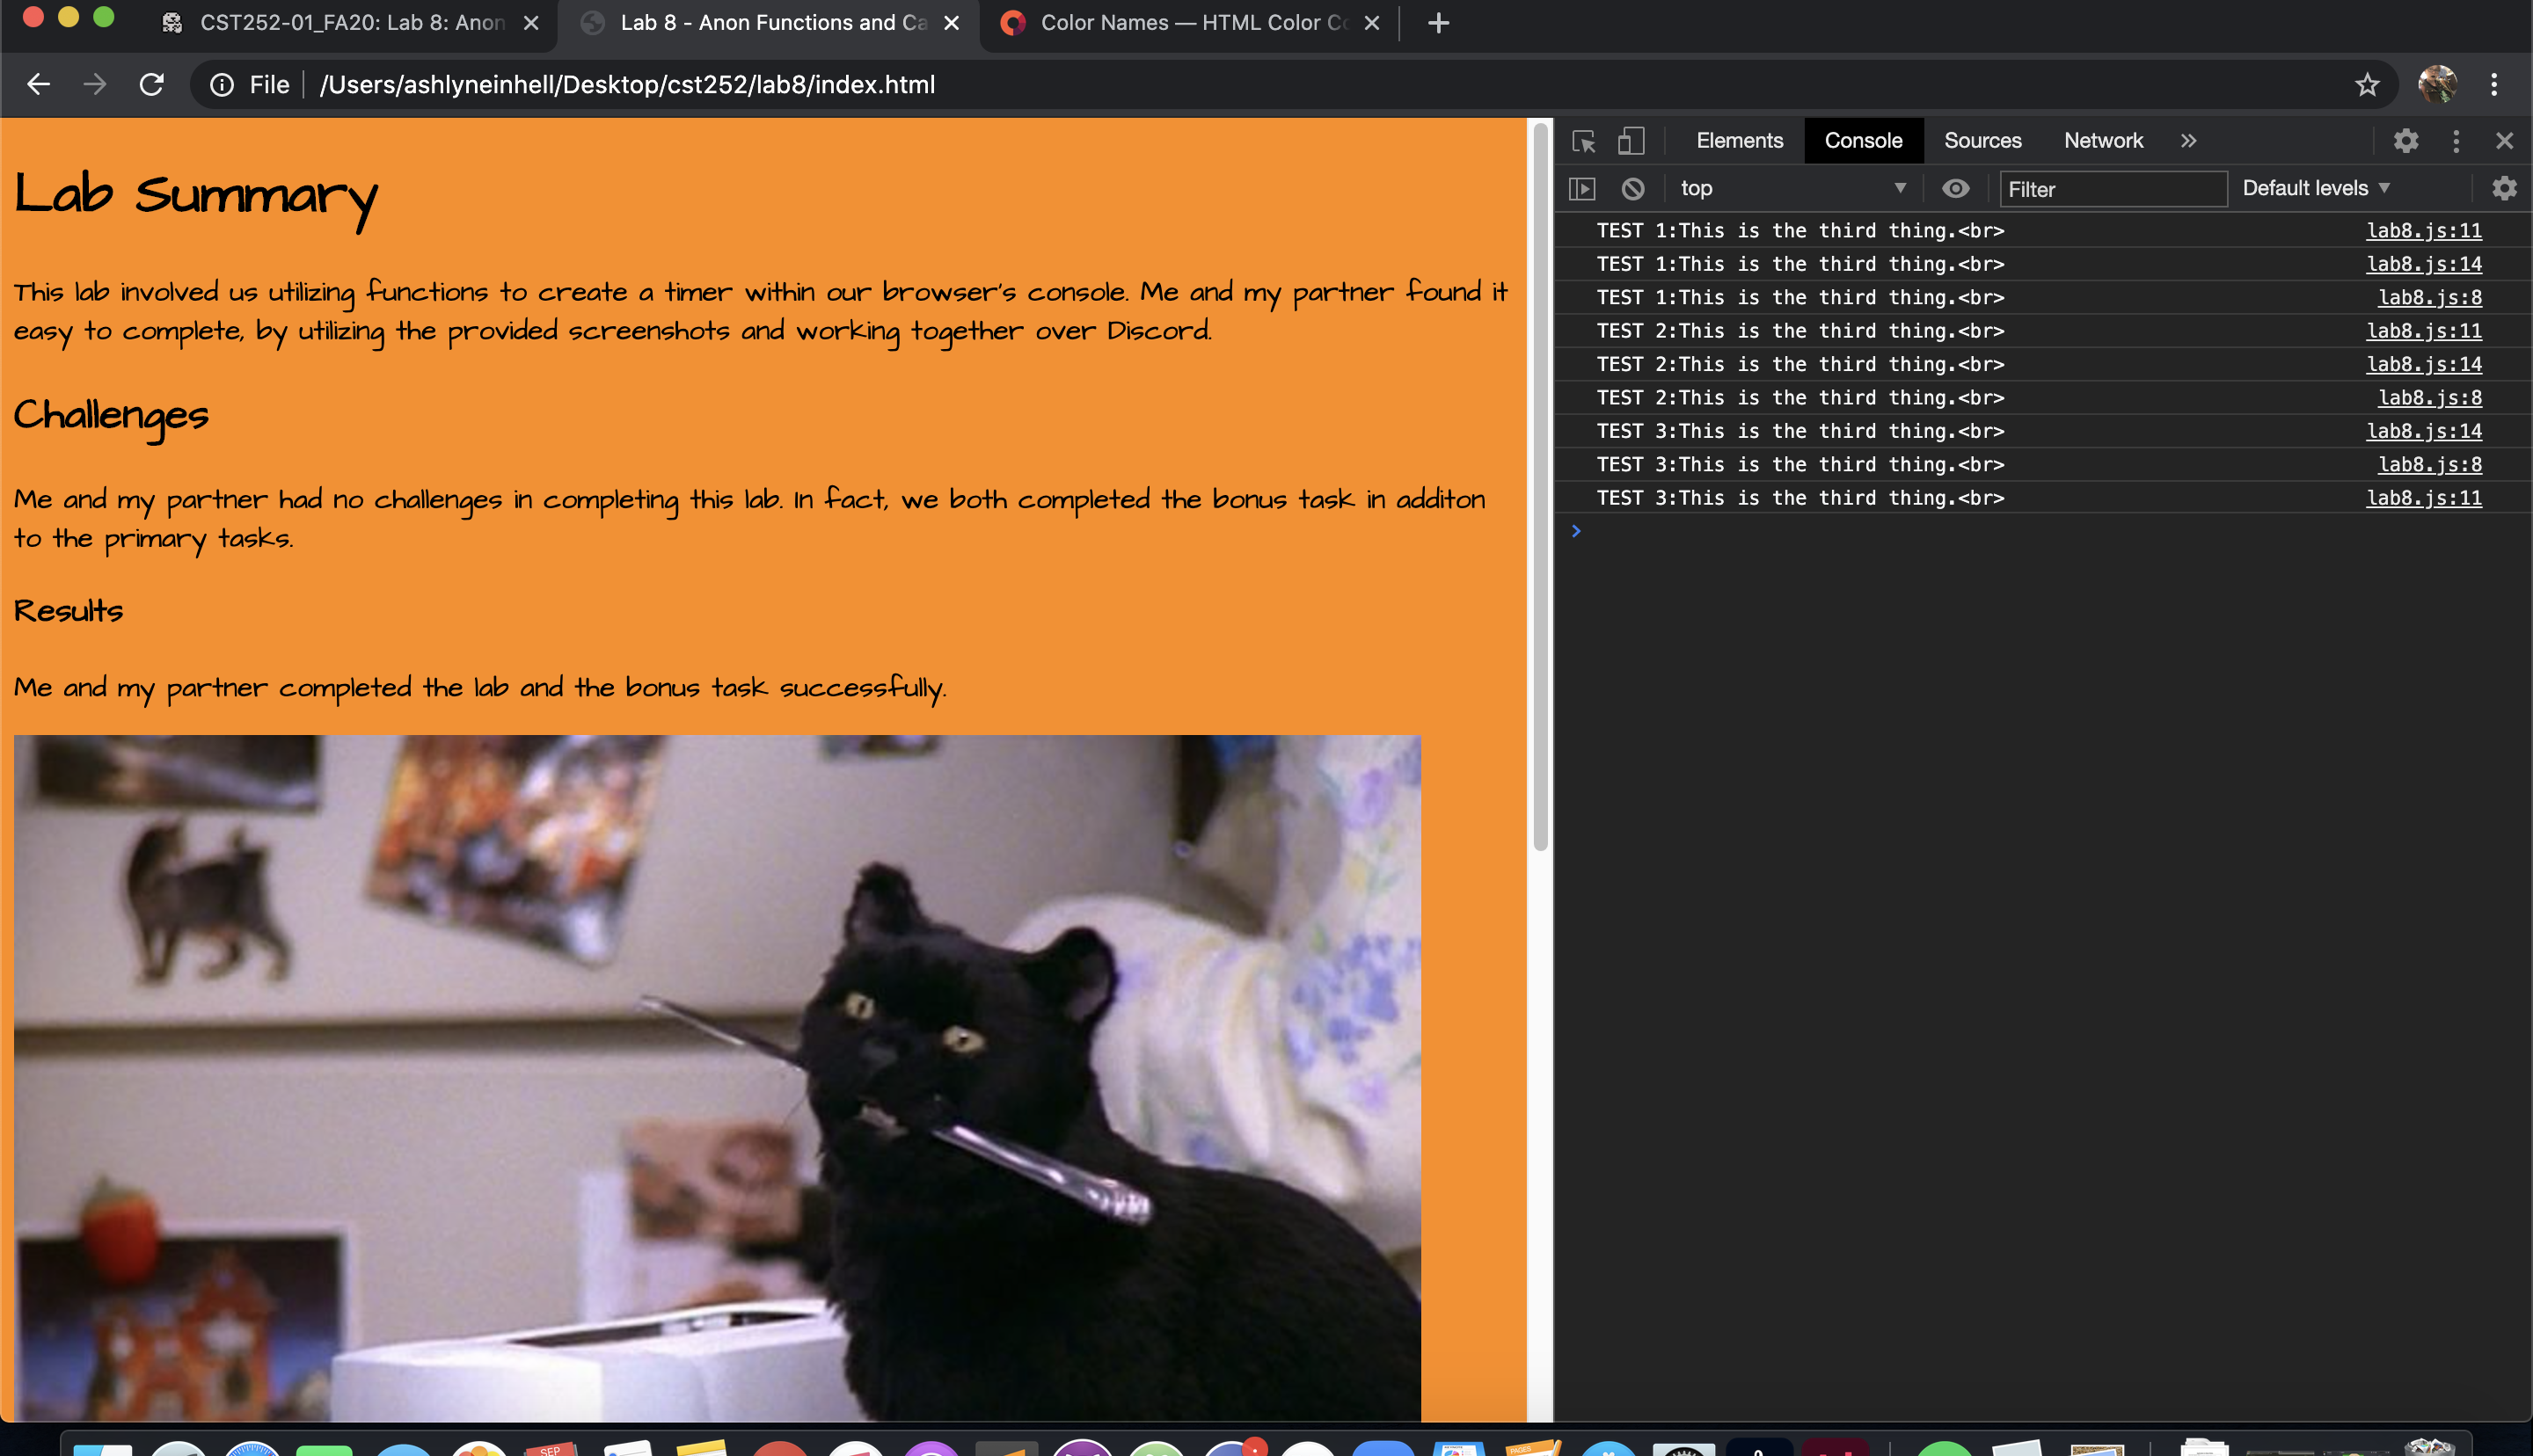 CST252-01_FA20: Lab 8: Anon
Lab 8 - Anon Functions and Ca
Color Names — HTML Color Co
File
/Users/ashlyneinhell/Desktop/cst252/lab8/index.html
Lab Summary
This lab involved us utilizing functions to create a timer within our browser's console. Me and my partner found it
easy to complete, by utilizing the provided screenshots and working together over Discord.
Challenges
Me and my partner had no challenges in completing this lab. In fact, we both completed the bonus task in additon
to the primary tasks.
Results
Me and my partner completed the lab and the bonus task successfully.
Elements Console Sources Network
top Filter Default levels
TEST 1:This is the third thing.<br> lab8.js:11
TEST 1:This is the third thing.<br> lab8.js:14
TEST 1:This is the third thing.<br> lab8.js:8
TEST 2:This is the third thing.<br> lab8.js:11
TEST 2:This is the third thing.<br> lab8.js:14
TEST 2:This is the third thing.<br> lab8.js:8
TEST 3:This is the third thing.<br> lab8.js:14
TEST 3:This is the third thing.<br> lab8.js:8
TEST 3:This is the third thing.<br> lab8.js:11
SEP
PAGES